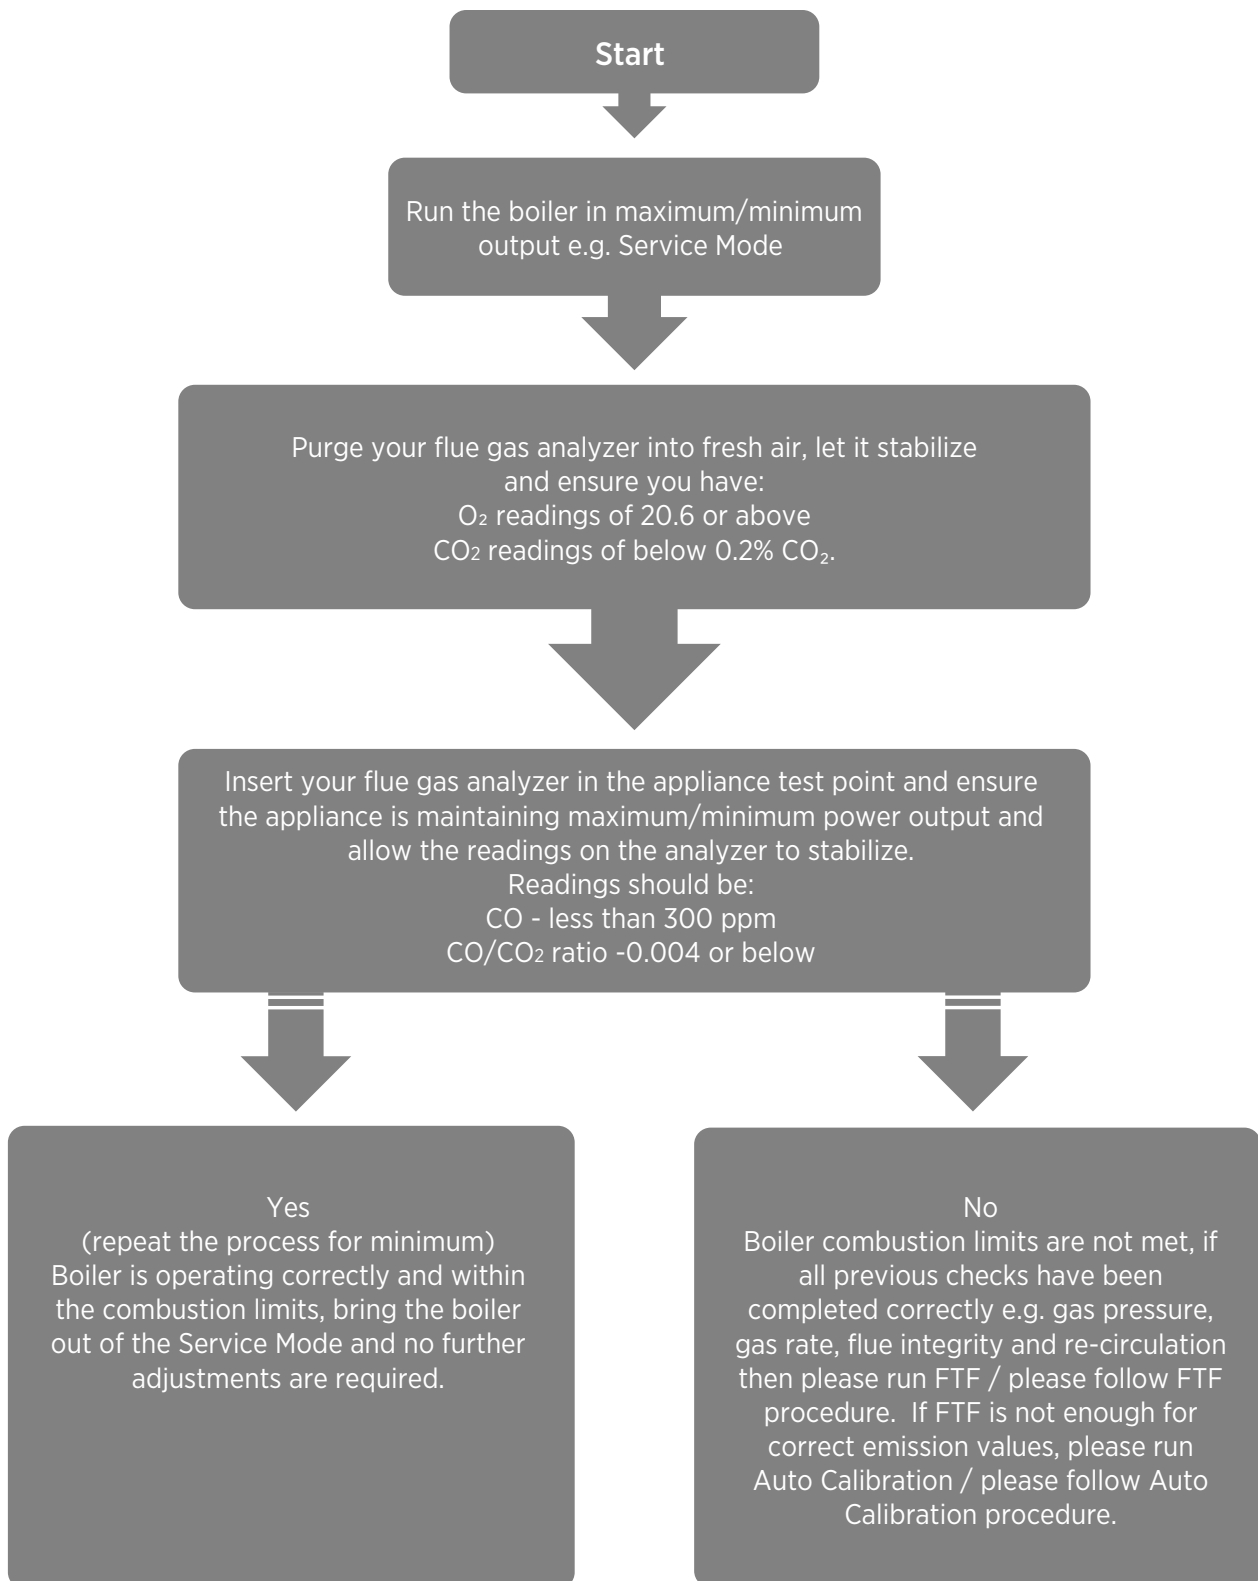 Start
Run the boiler in maximum/minimum
output e.g. Service Mode
Purge your flue gas analyzer into fresh air, let it stabilize
and ensure you have:
O₂ readings of 20.6 or above
CO₂ readings of below 0.2% CO₂.
Insert your flue gas analyzer in the appliance test point and ensure
the appliance is maintaining maximum/minimum power output and
allow the readings on the analyzer to stabilize.
Readings should be:
CO - less than 300 ppm
CO/CO₂ ratio -0.004 or below
Yes
(repeat the process for minimum)
Boiler is operating correctly and within
the combustion limits, bring the boiler
out of the Service Mode and no further
adjustments are required.
No
Boiler combustion limits are not met, if
all previous checks have been
completed correctly e.g. gas pressure,
gas rate, flue integrity and re-circulation
then please run FTF / please follow FTF
procedure.  If FTF is not enough for
correct emission values, please run
Auto Calibration / please follow Auto
Calibration procedure.